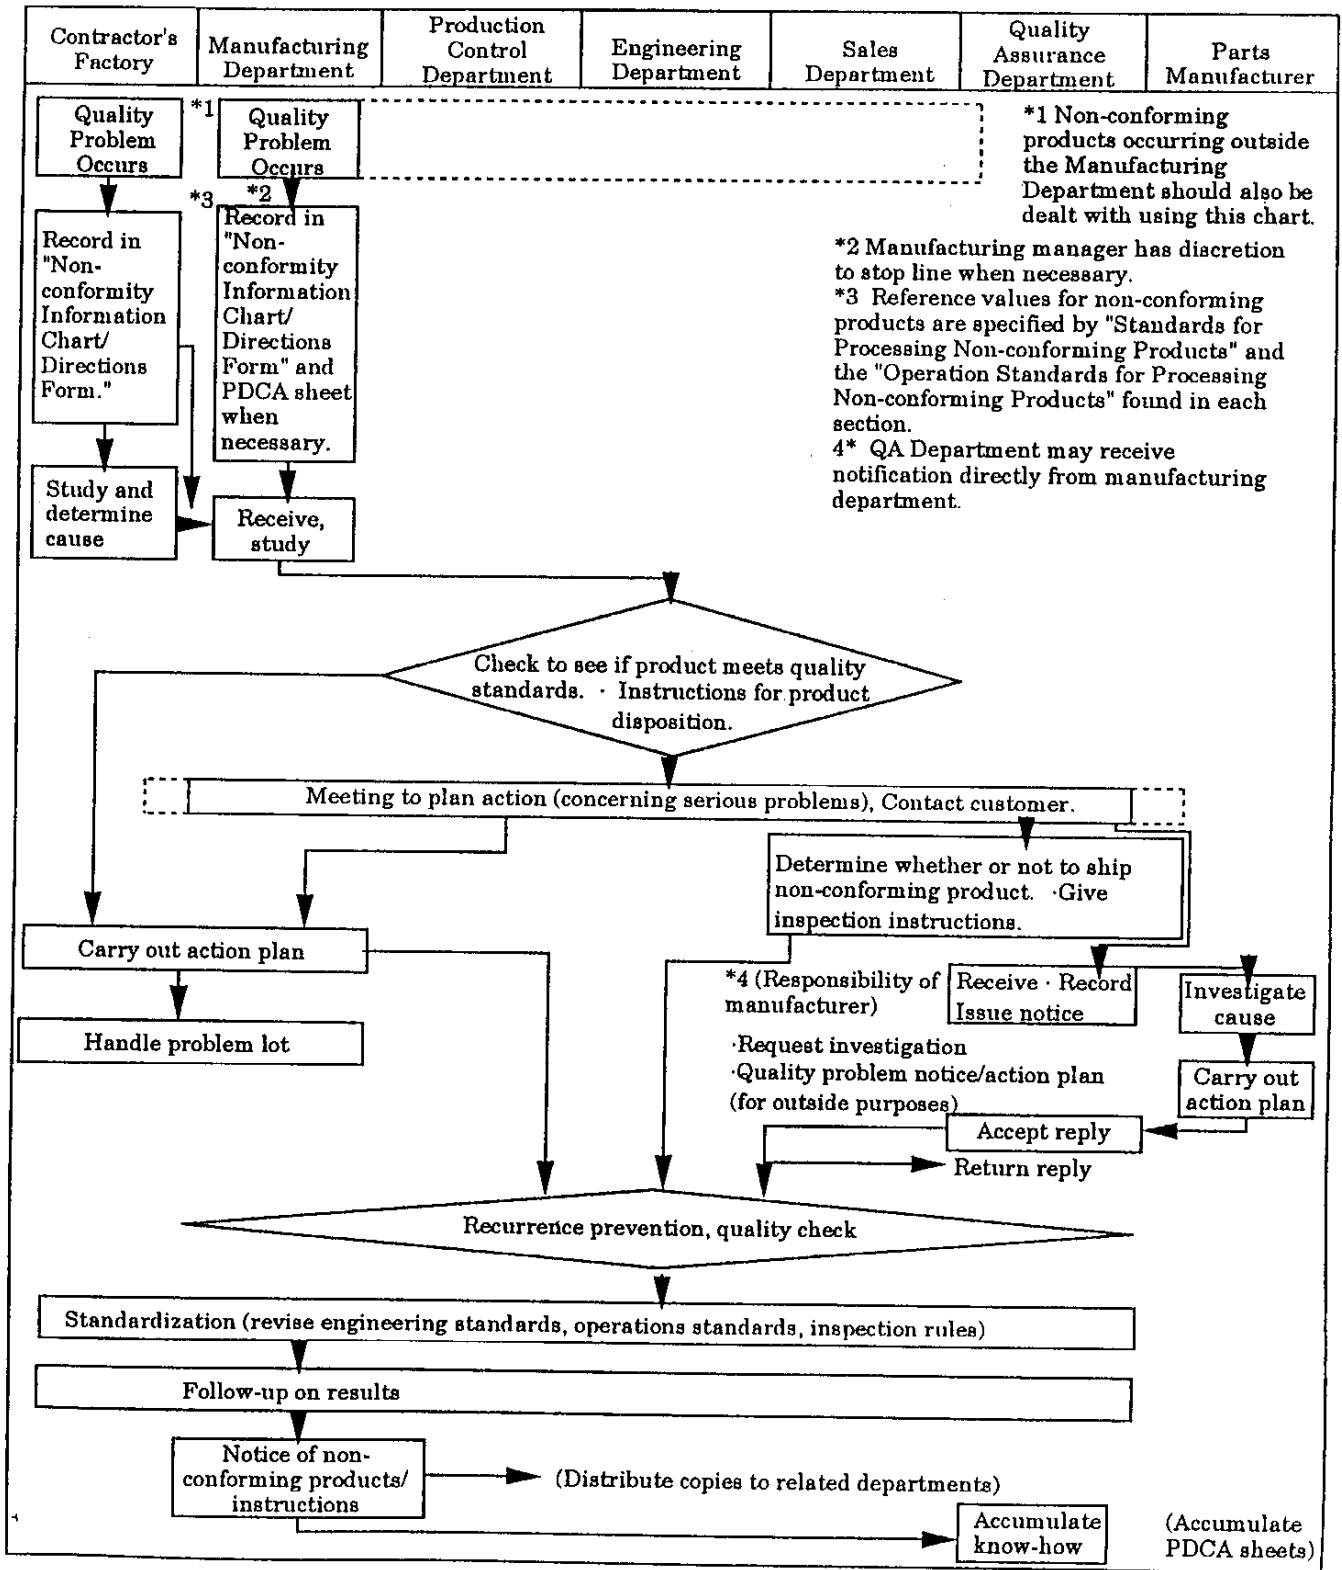 Contractor's
Factory
Manufacturing
Department
Production
Control
Department
Engineering
Department
Sales
Department
Quality
Assurance
Department
Parts
Manufacturer
Quality
Problem
Occurs
*1
Quality
Problem
Occurs
*1 Non-conforming
products occurring outside
the Manufacturing
Department should also be
dealt with using this chart.
*3
*2
Record in
"Non-
conformity
Information
Chart/
Directions
Form."
Record in
"Non-
conformity
Information
Chart/
Directions
Form" and
PDCA sheet
when
necessary.
*2 Manufacturing manager has discretion
to stop line when necessary.
*3 Reference values for non-conforming
products are specified by "Standards for
Processing Non-conforming Products" and
the "Operation Standards for Processing
Non-conforming Products" found in each
section.
4* QA Department may receive
notification directly from manufacturing
department.
Study and
determine
cause
Receive,
study
Check to see if product meets quality
standards. · Instructions for product
disposition.
Meeting to plan action (concerning serious problems), Contact customer.
Determine whether or not to ship
non-conforming product. ·Give
inspection instructions.
Carry out action plan
Handle problem lot
*4 (Responsibility of
manufacturer)
Receive · Record
Issue notice
Investigate
cause
·Request investigation
·Quality problem notice/action plan
(for outside purposes)
Carry out
action plan
Accept reply
Return reply
Recurrence prevention, quality check
Standardization (revise engineering standards, operations standards, inspection rules)
Follow-up on results
Notice of non-
conforming products/
instructions
(Distribute copies to related departments)
Accumulate
know-how
(Accumulate
PDCA sheets)